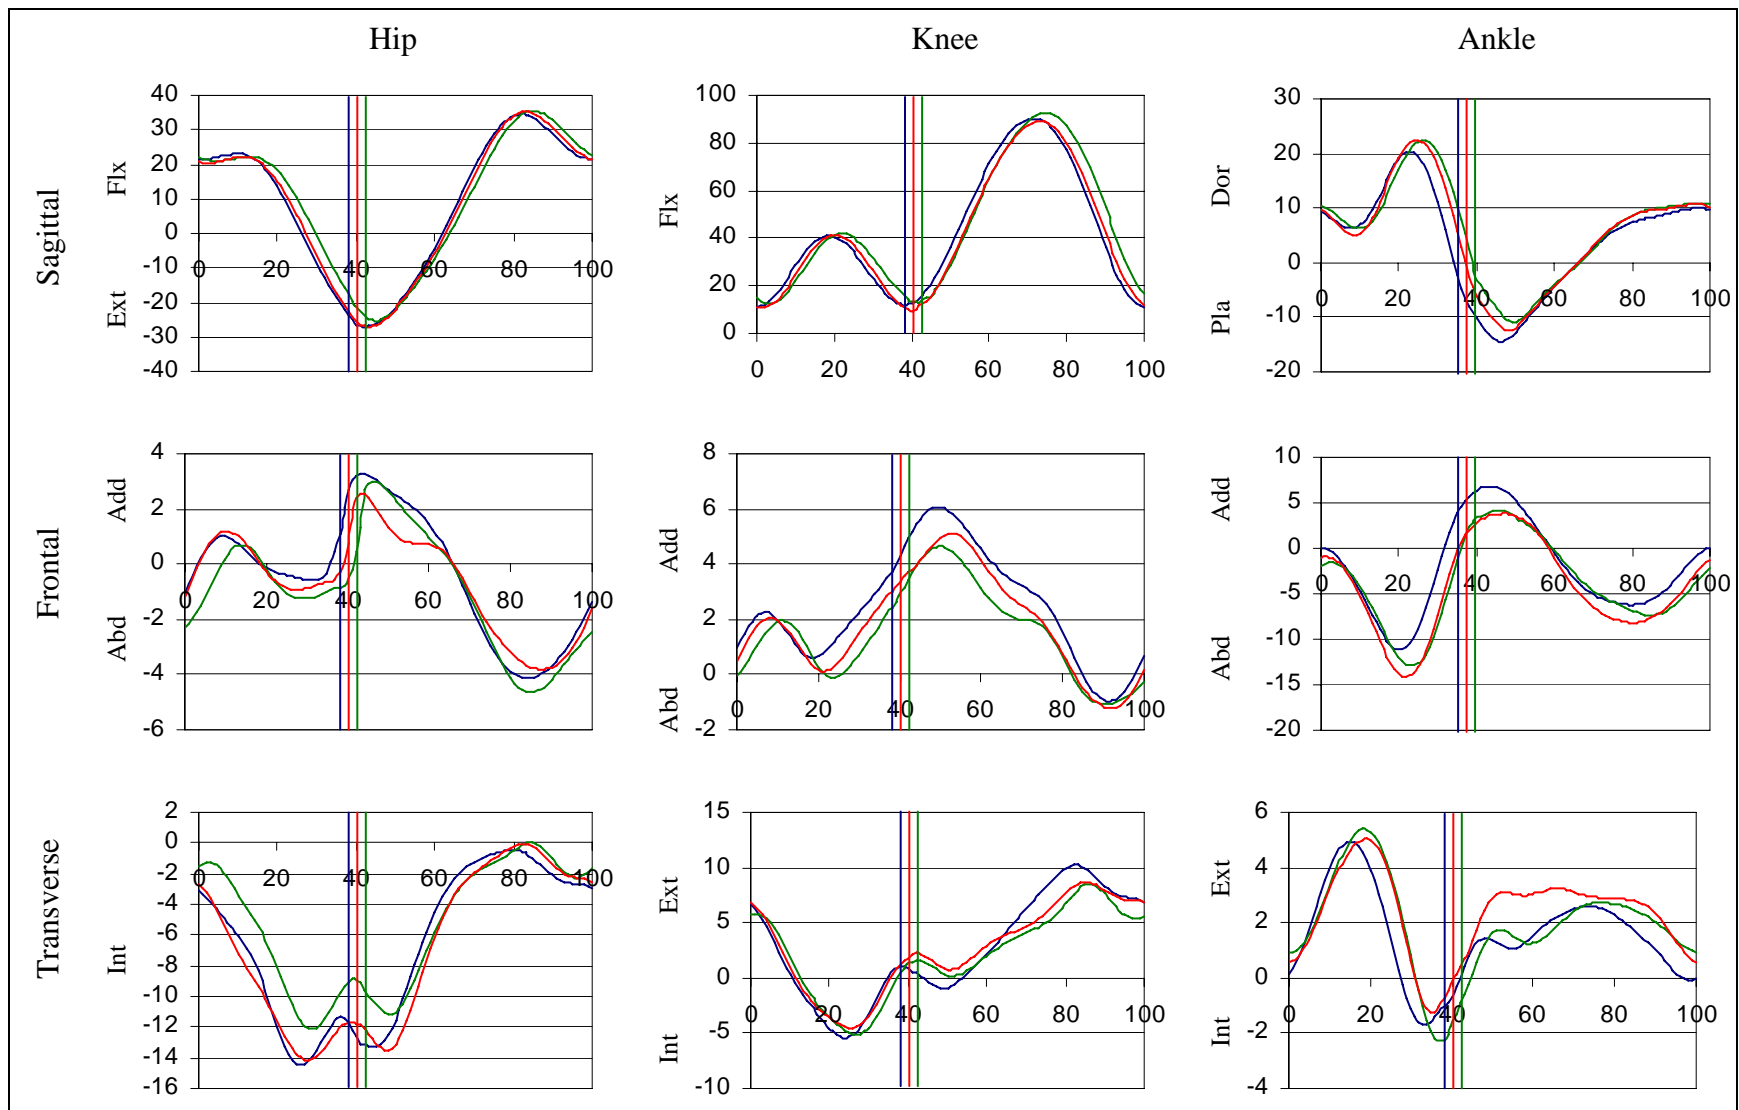 Hip Knee Ankle
Sagittal
Flx
Ext
40
30
20
10
0
-10
-20
-30
-40
0 20 40 60 80 100
Flx
100
80
60
40
20
0
0 20 40 60 80 100
Dor
Pla
30
20
10
0
-10
-20
0 20 40 60 80 100
Frontal
Add
Abd
4
2
0
-2
-4
-6
0 20 40 60 80 100
Add
Abd
8
6
4
2
0
-2
0 20 40 60 80 100
Add
Abd
10
5
0
-5
-10
-15
-20
0 20 40 60 80 100
Transverse
Int
2
0
-2
-4
-6
-8
-10
-12
-14
-16
0 20 40 60 80 100
Ext
Int
15
10
5
0
-5
-10
0 20 40 60 80 100
Ext
Int
6
4
2
0
-2
-4
0 20 40 60 80 100